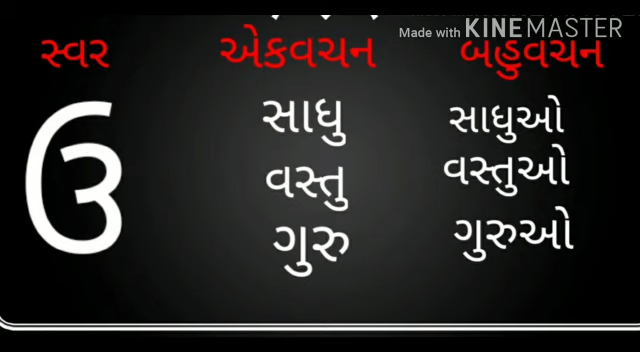 Made with KINEMASTER
સ્વર એકવચન બહુવચન
ઉ
સાધુ સાધુઓ
વસ્તુ વસ્તુઓ
ગુરુ ગુરુઓ